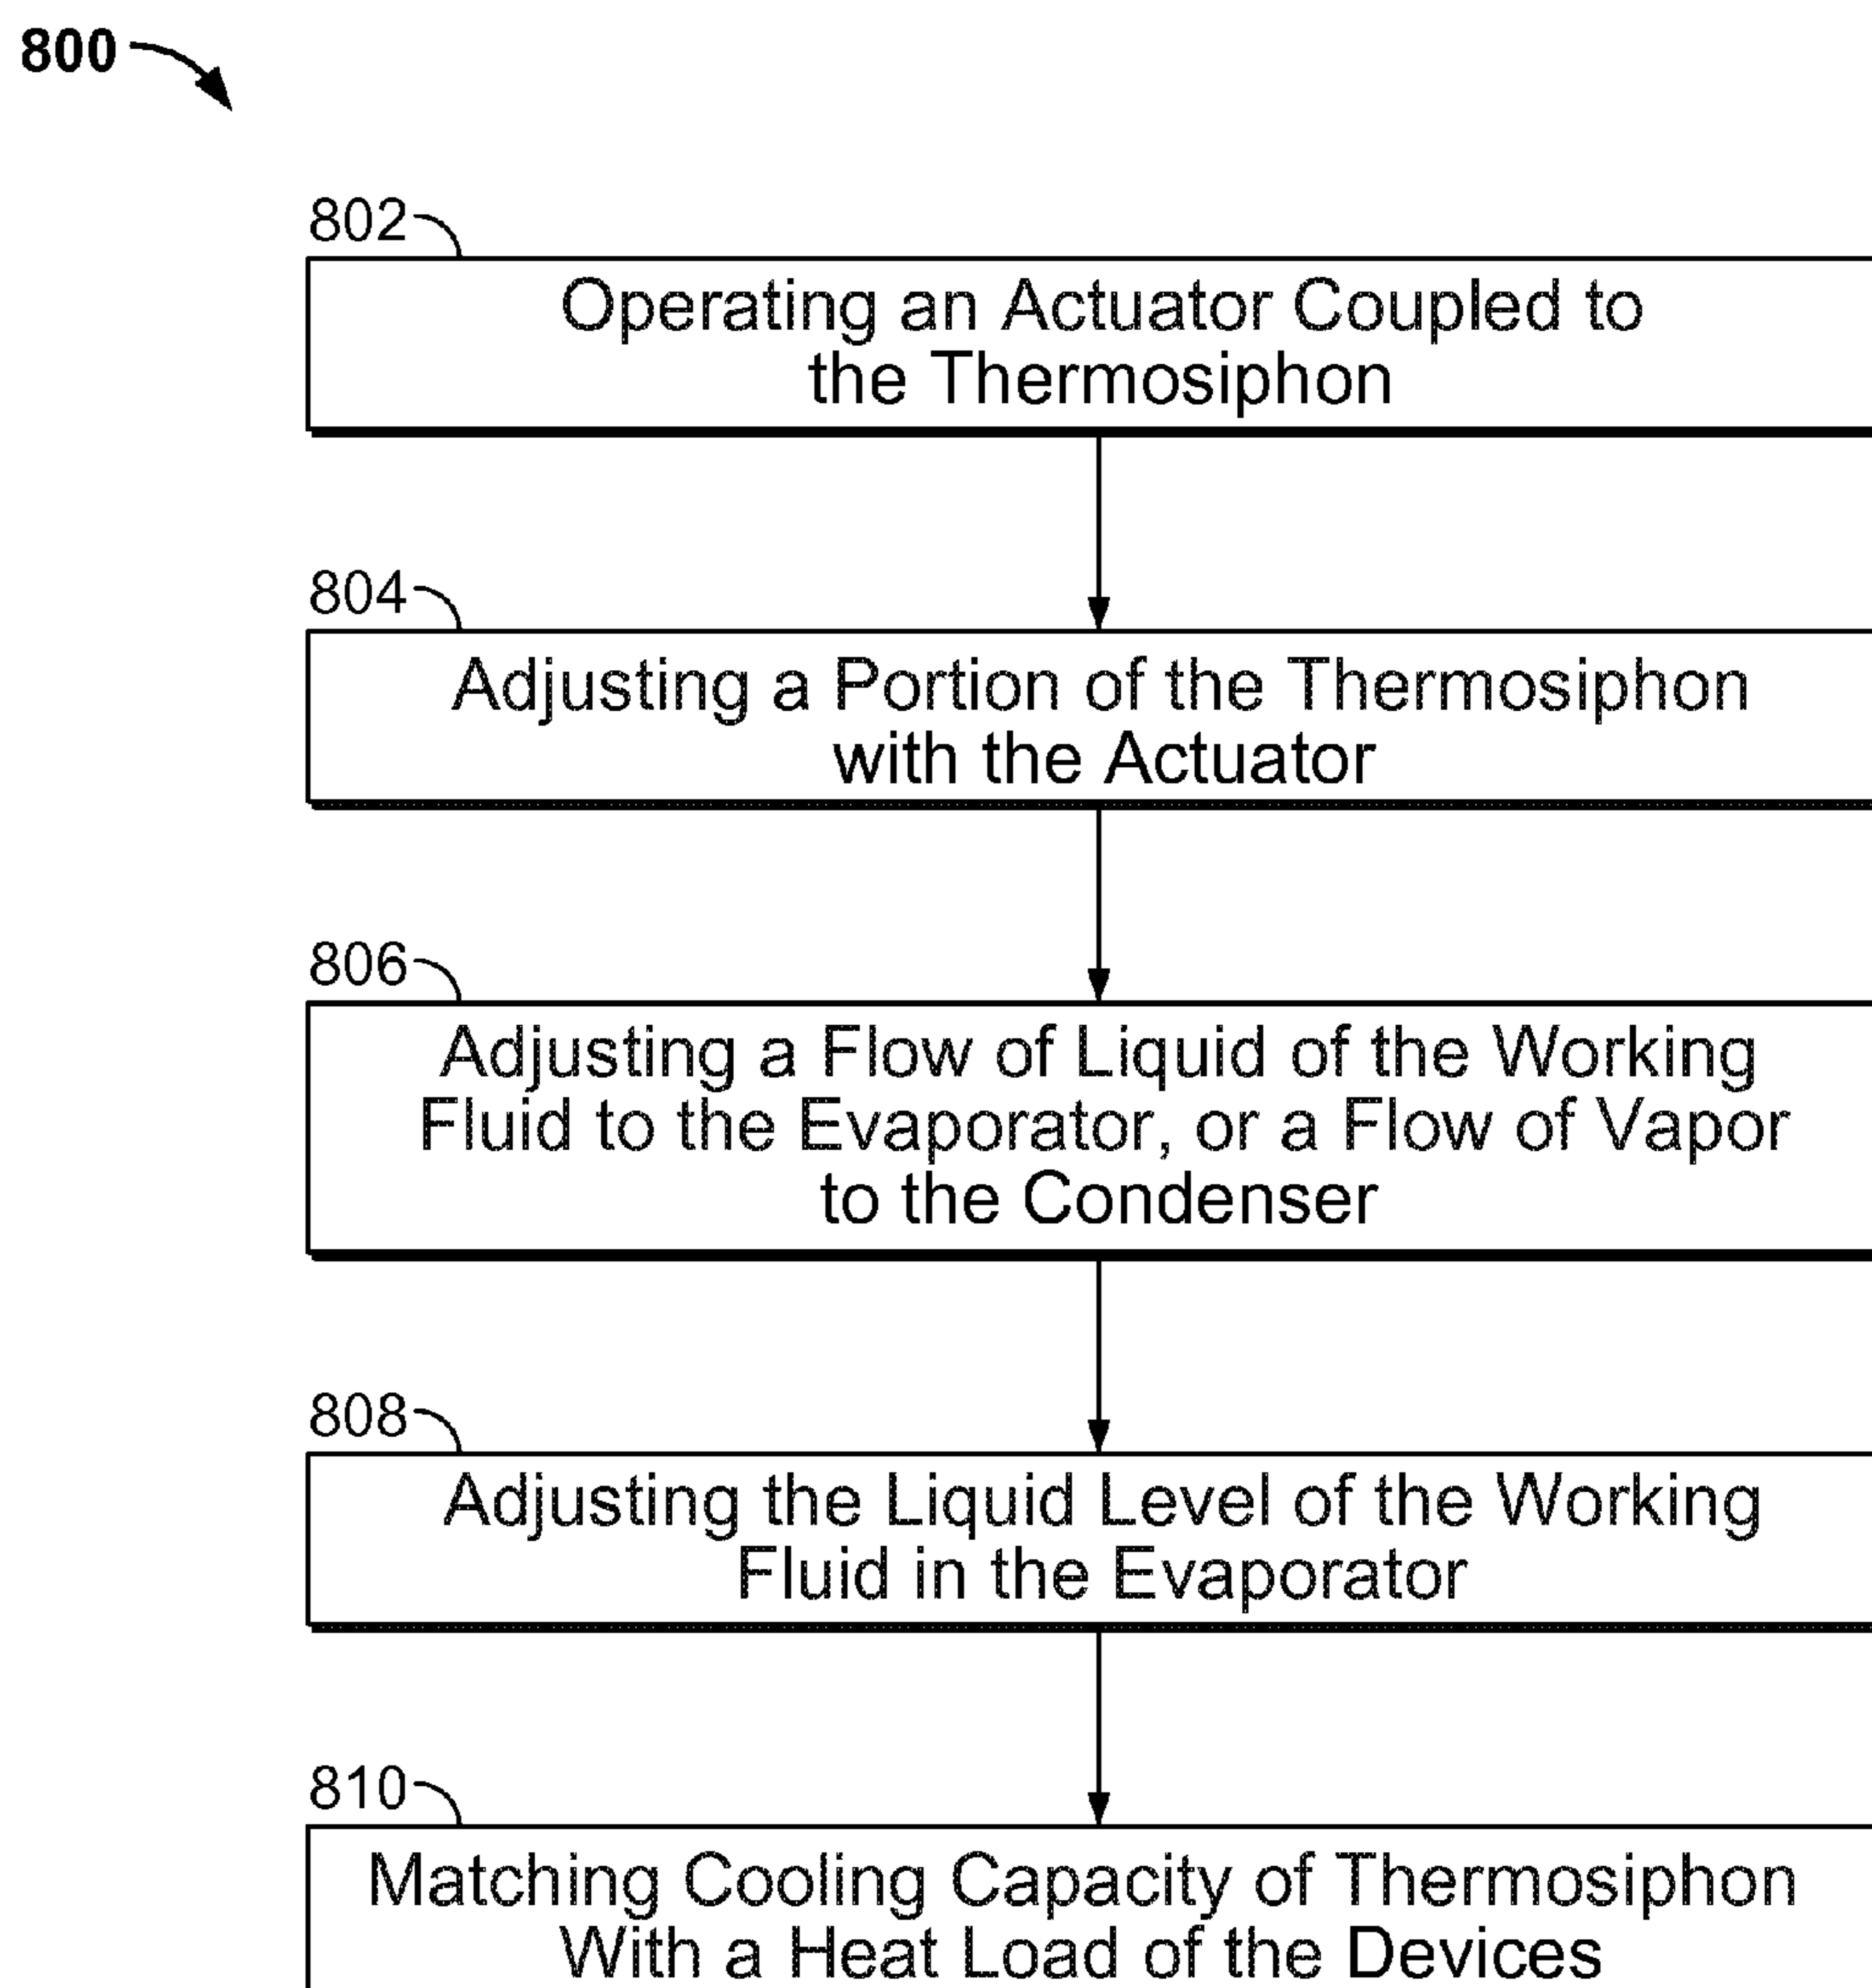 800
802
Operating an Actuator Coupled to
the Thermosiphon
804
Adjusting a Portion of the Thermosiphon
with the Actuator
806
Adjusting a Flow of Liquid of the Working
Fluid to the Evaporator, or a Flow of Vapor
to the Condenser
808
Adjusting the Liquid Level of the Working
Fluid in the Evaporator
810
Matching Cooling Capacity of Thermosiphon
With a Heat Load of the Devices